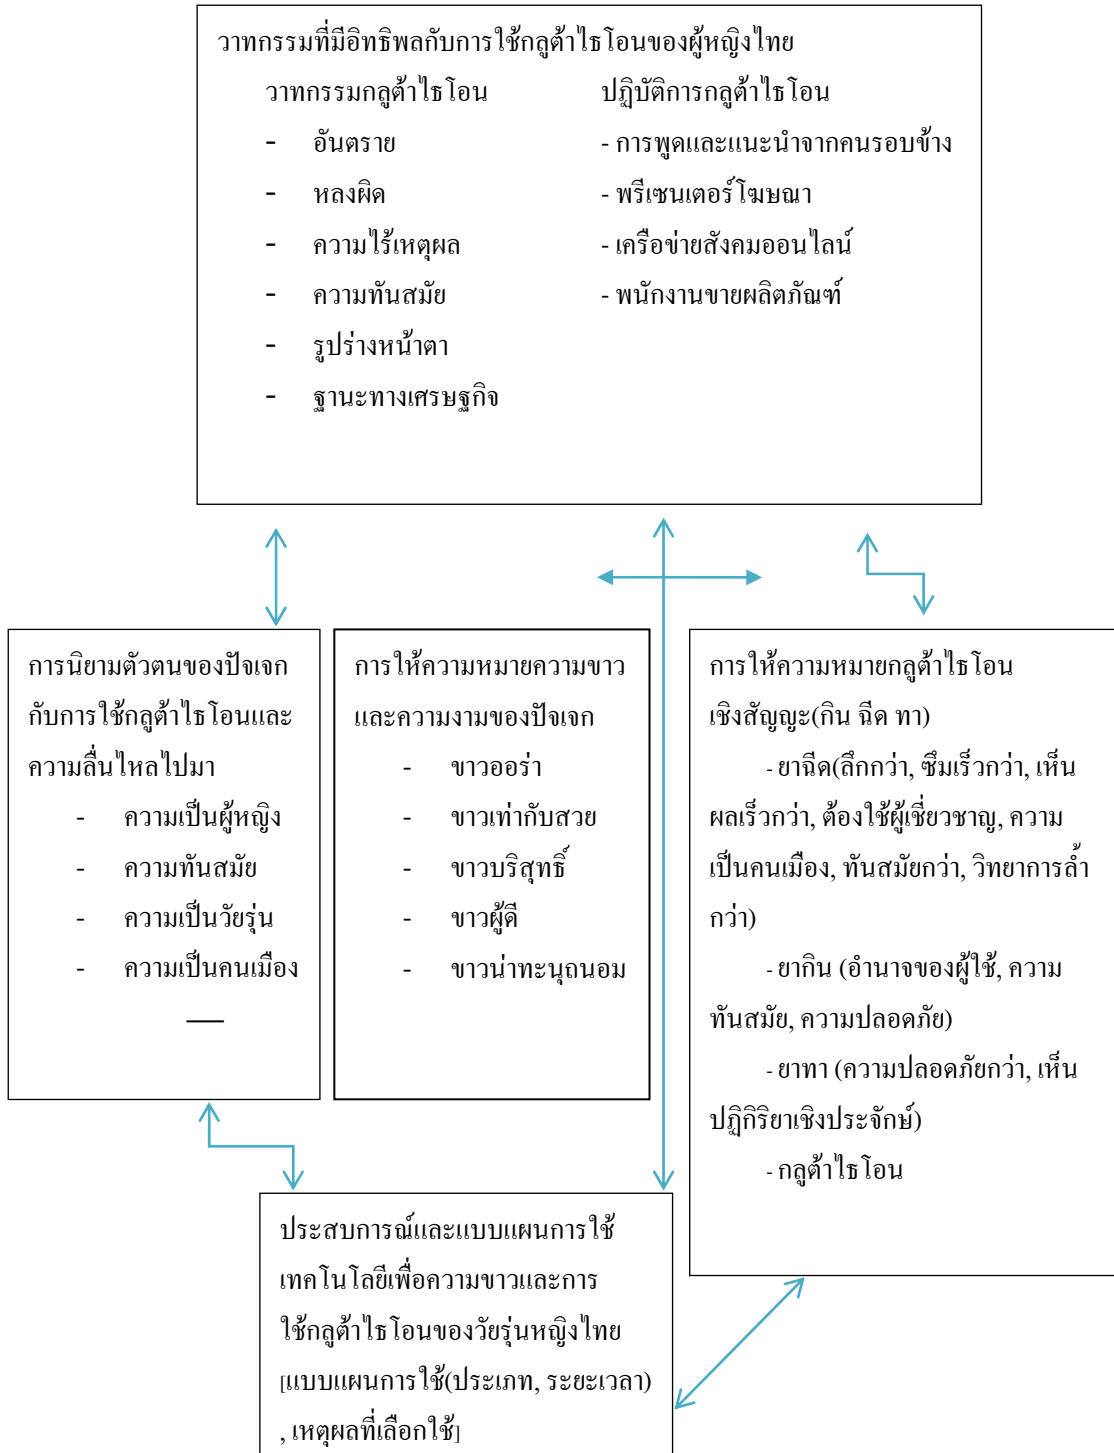 วาทกรรมที่มีอิทธิพลกับการใช้กลูต้าไธโอนของผู้หญิงไทย
วาทกรรมกลูต้าไธโอน
- อันตราย
- หลงผิด
- ความไร้เหตุผล
- ความทันสมัย
- รูปร่างหน้าตา
- ฐานะทางเศรษฐกิจ
ปฏิบัติการกลูต้าไธโอน
- การพูดและแนะนำจากคนรอบข้าง
- พรีเซนเตอร์โฆษณา
- เครือข่ายสังคมออนไลน์
- พนักงานขายผลิตภัณฑ์
การนิยามตัวตนของปัจเจก
กับการใช้กลูต้าไธโอนและ
ความลื่นไหลไปมา
- ความเป็นผู้หญิง
- ความทันสมัย
- ความเป็นวัยรุ่น
- ความเป็นคนเมือง
การให้ความหมายความขาว
และความงามของปัจเจก
- ขาวออร่า
- ขาวเท่ากับสวย
- ขาวบริสุทธิ์
- ขาวผู้ดี
- ขาวน่าทะนุถนอม
การให้ความหมายกลูต้าไธโอน
เชิงสัญญะ(กิน ฉีด ทา)
- ยาฉีด(ลึกกว่า, ซึมเร็วกว่า, เห็น
ผลเร็วกว่า, ต้องใช้ผู้เชี่ยวชาญ, ความ
เป็นคนเมือง, ทันสมัยกว่า, วิทยาการล้ำ
กว่า)
- ยากิน (อำนาจของผู้ใช้, ความ
ทันสมัย, ความปลอดภัย)
- ยาทา (ความปลอดภัยกว่า, เห็น
ปฏิกิริยาเชิงประจักษ์)
- กลูต้าไธโอน
ประสบการณ์และแบบแผนการใช้
เทคโนโลยีเพื่อความขาวและการ
ใช้กลูต้าไธโอนของวัยรุ่นหญิงไทย
[แบบแผนการใช้(ประเภท, ระยะเวลา)
, เหตุผลที่เลือกใช้]